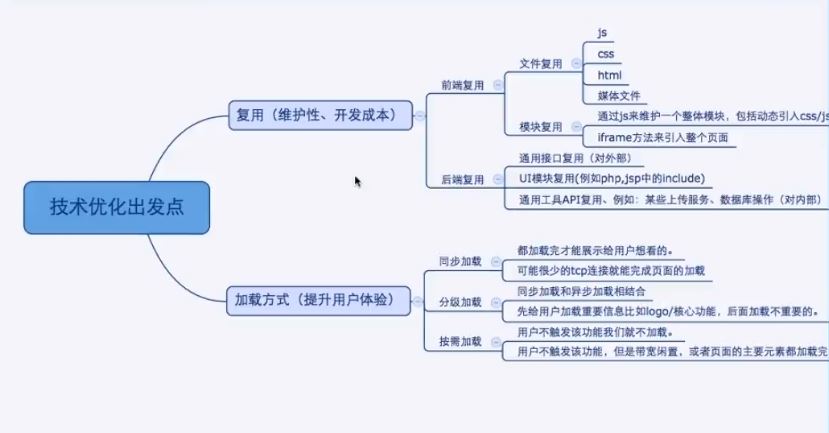 技术优化出发点
复用（维护性、开发成本）
前端复用
文件复用
js
css
html
媒体文件
模块复用
通过js来维护一个整体模块，包括动态引入css/js
iframe方法来引入整个页面
后端复用
通用接口复用（对外部）
UI模块复用(例如php,jsp中的include)
通用工具API复用、例如：某些上传服务、数据库操作（对内部）
加载方式（提升用户体验）
同步加载
都加载完才能展示给用户想看的。
可能很少的tcp连接就能完成页面的加载
分级加载
同步加载和异步加载相结合
先给用户加载重要信息比如logo/核心功能，后面加载不重要的。
按需加载
用户不触发该功能我们就不加载。
用户不触发该功能，但是带宽闲置，或者页面的主要元素都加载完